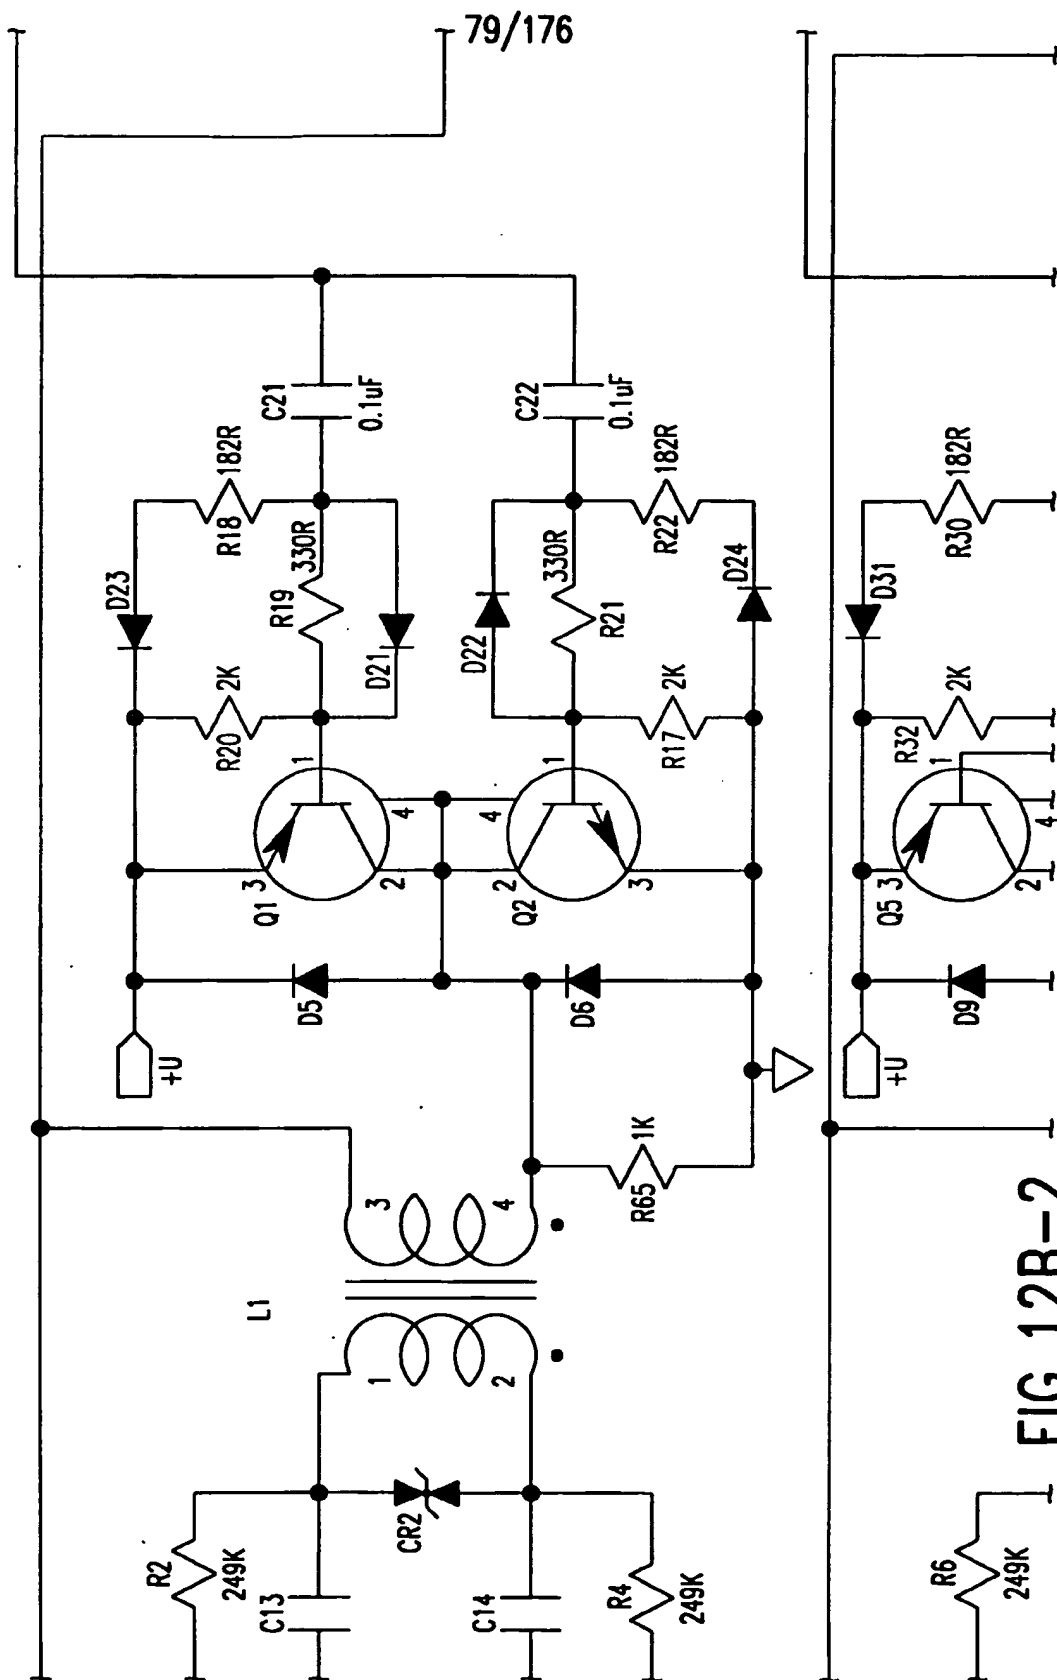 79/176
D23
R18 182R
C21
0.1uF
R20 2K
R19 330R
D21
1
3
2
4
Q1
D22
C22
0.1uF
R21 330R
R22 182R
D24
R17 2K
1
4
2
3
Q2
D5
D6
+U
L1
3
4
1
2
R65 1K
R2
249K
C13
CR2
C14
R4
249K
R30 182R
D31
R32 2K
1
3
4
2
Q5
D9
+U
R6
249K
FIG 12B-2